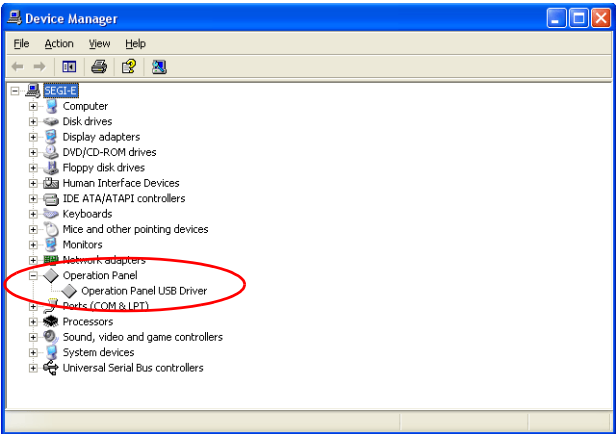 Device Manager
File Action View Help
SEGI-E
Computer
Disk drives
Display adapters
DVD/CD-ROM drives
Floppy disk drives
Human Interface Devices
IDE ATA/ATAPI controllers
Keyboards
Mice and other pointing devices
Monitors
Network adapters
Operation Panel
Operation Panel USB Driver
Ports (COM & LPT)
Processors
Sound, video and game controllers
System devices
Universal Serial Bus controllers